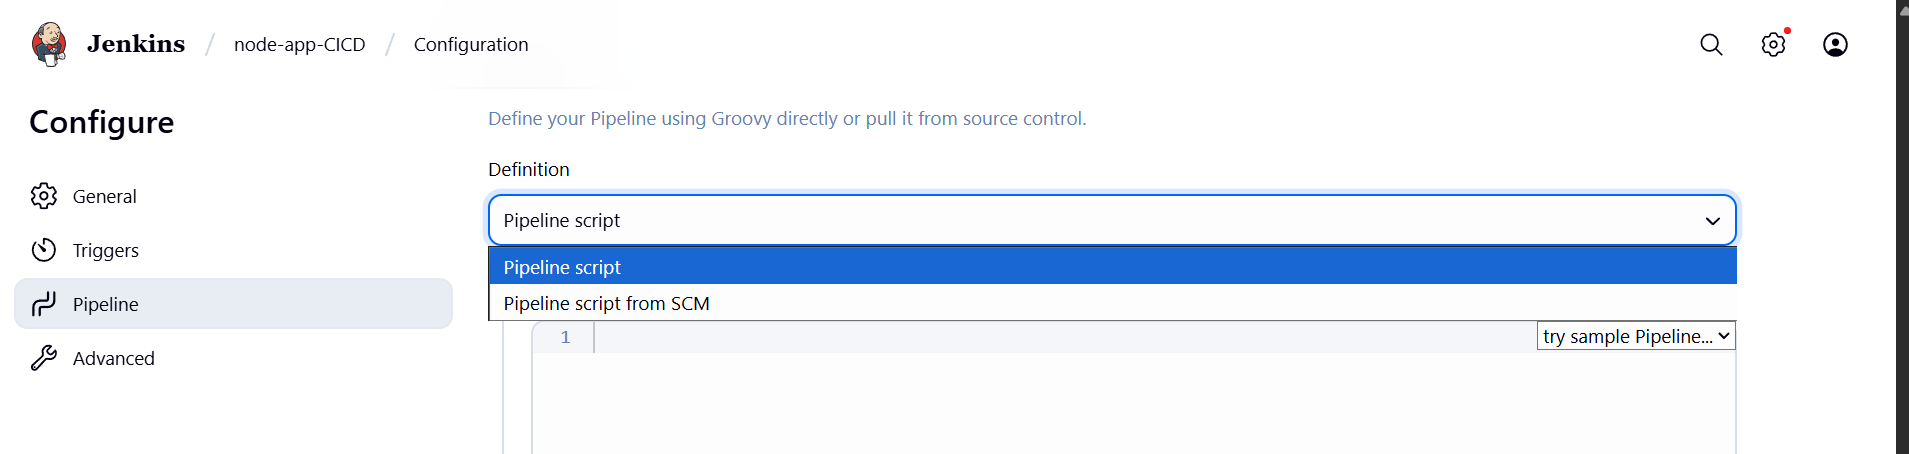 Jenkins / node-app-CICD / Configuration
Configure
General
Triggers
Pipeline
Advanced
Define your Pipeline using Groovy directly or pull it from source control.
Definition
Pipeline script
Pipeline script
Pipeline script from SCM
1
try sample Pipeline...